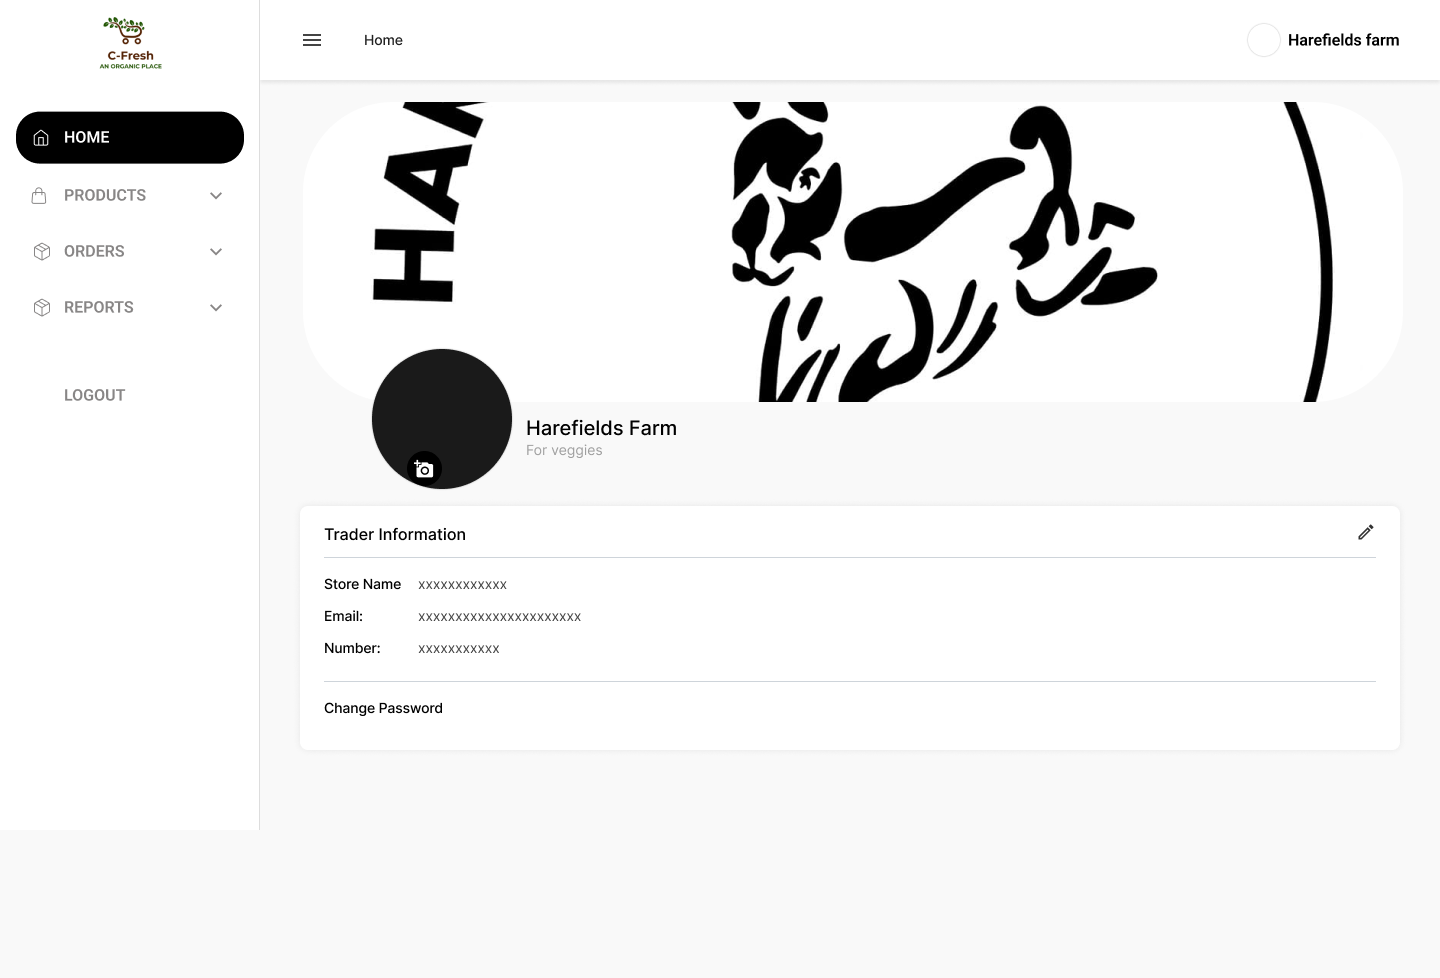 C-Fresh
AN ORGANIC PLACE
Home
Harefields farm
HOME
PRODUCTS
ORDERS
REPORTS
LOGOUT
HA
Harefields Farm
For veggies
Trader Information
Store Name xxxxxxxxxxxx
Email: xxxxxxxxxxxxxxxxxxxxxx
Number: xxxxxxxxxxx
Change Password